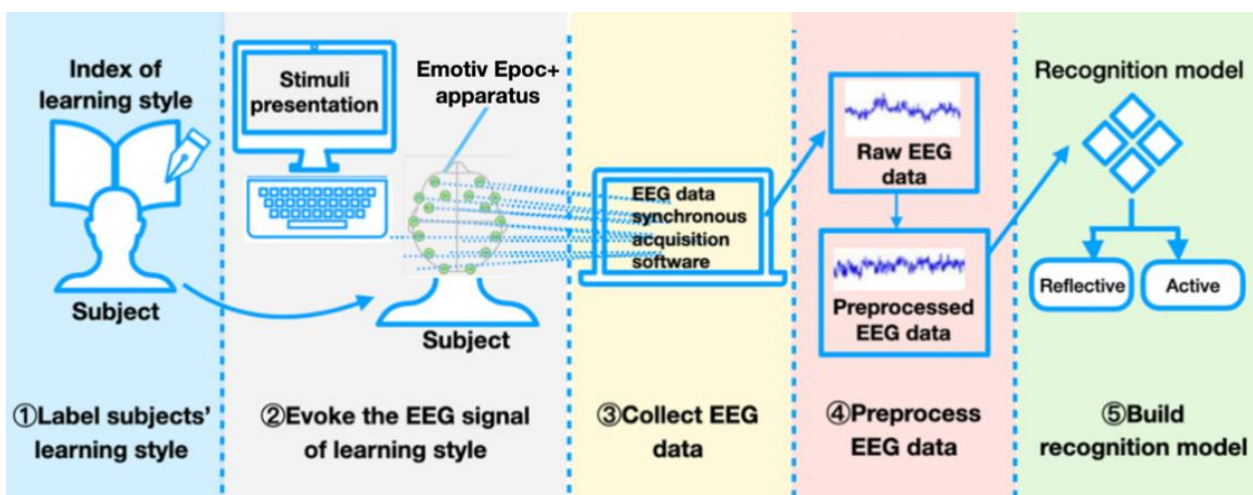 Index of
learning style
Subject
①Label subjects’
learning style
Stimuli
presentation
Emotiv Epoc+
apparatus
Subject
②Evoke the EEG signal
of learning style
EEG data
synchronous
acquisition
software
③Collect EEG
data
Raw EEG
data
Preprocessed
EEG data
④Preprocess
EEG data
Recognition model
Reflective
Active
⑤Build
recognition model